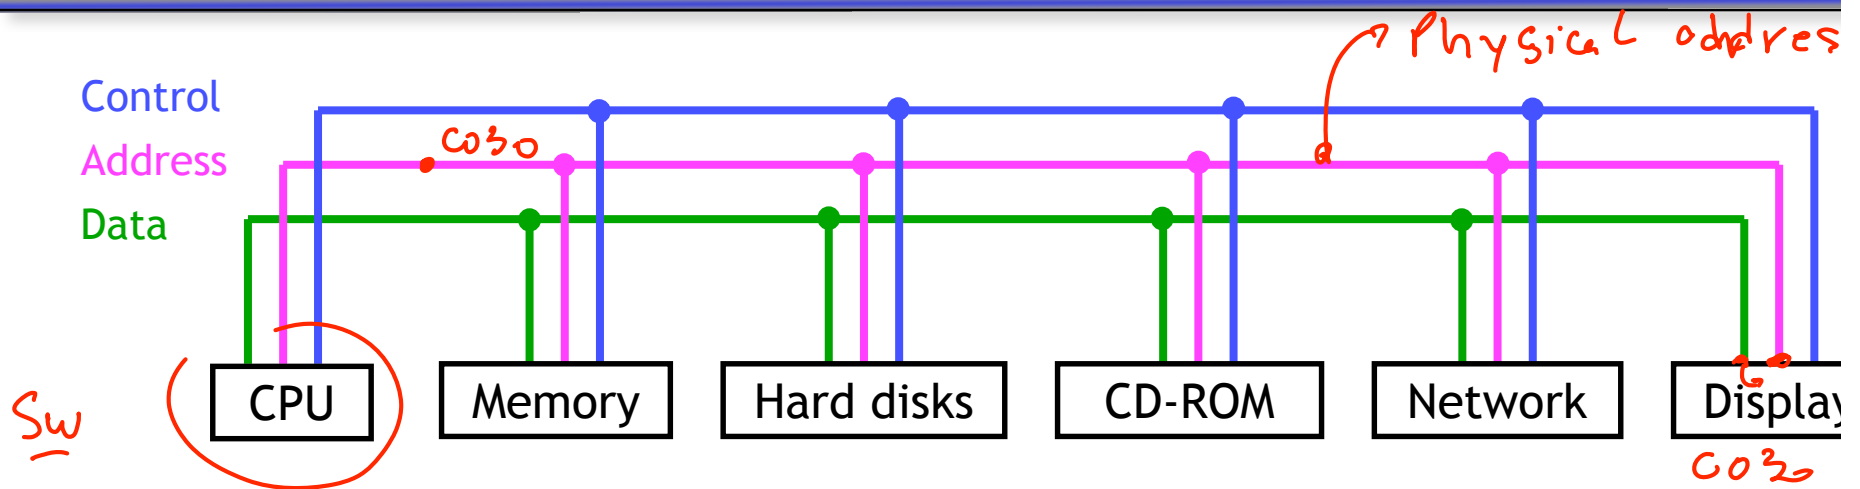 Physical addres
Control
C030
Address
Data
CPU
Memory
Hard disks
CD-ROM
Network
Display
Sw
C030